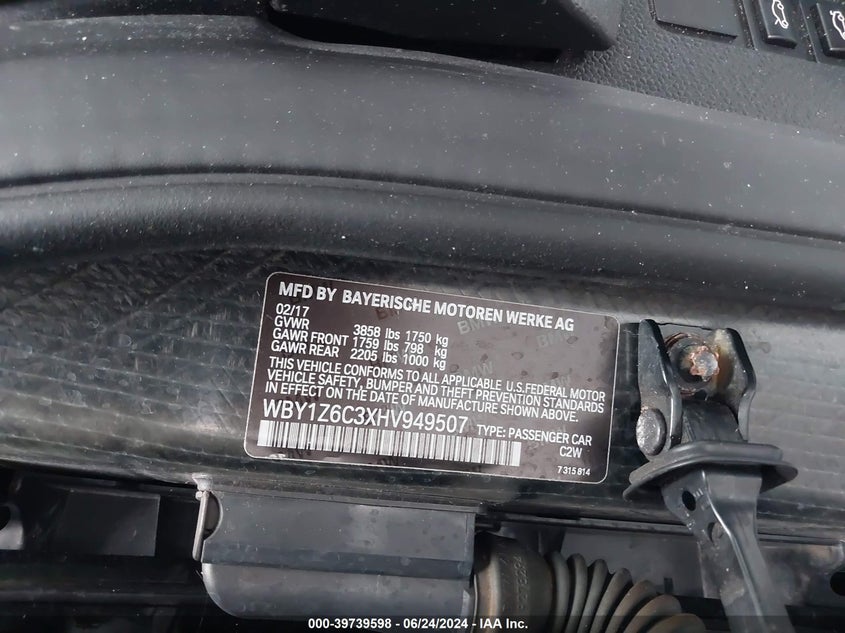 MFD BY BAYERISCHE MOTOREN WERKE AG
02/17
GVWR 3858 lbs 1750 kg
GAWR FRONT 1759 lbs 798 kg
GAWR REAR 2205 lbs 1000 kg
THIS VEHICLE CONFORMS TO ALL APPLICABLE U.S.FEDERAL MOTOR
VEHICLE SAFETY, BUMPER, AND THEFT PREVENTION STANDARDS
IN EFFECT ON THE DATE OF MANUFACTURE SHOWN ABOVE.
WBY1Z6C3XHV949507 TYPE: PASSENGER CAR
C2W
7 315 814
000-39739598 - 06/24/2024 - IAA Inc.